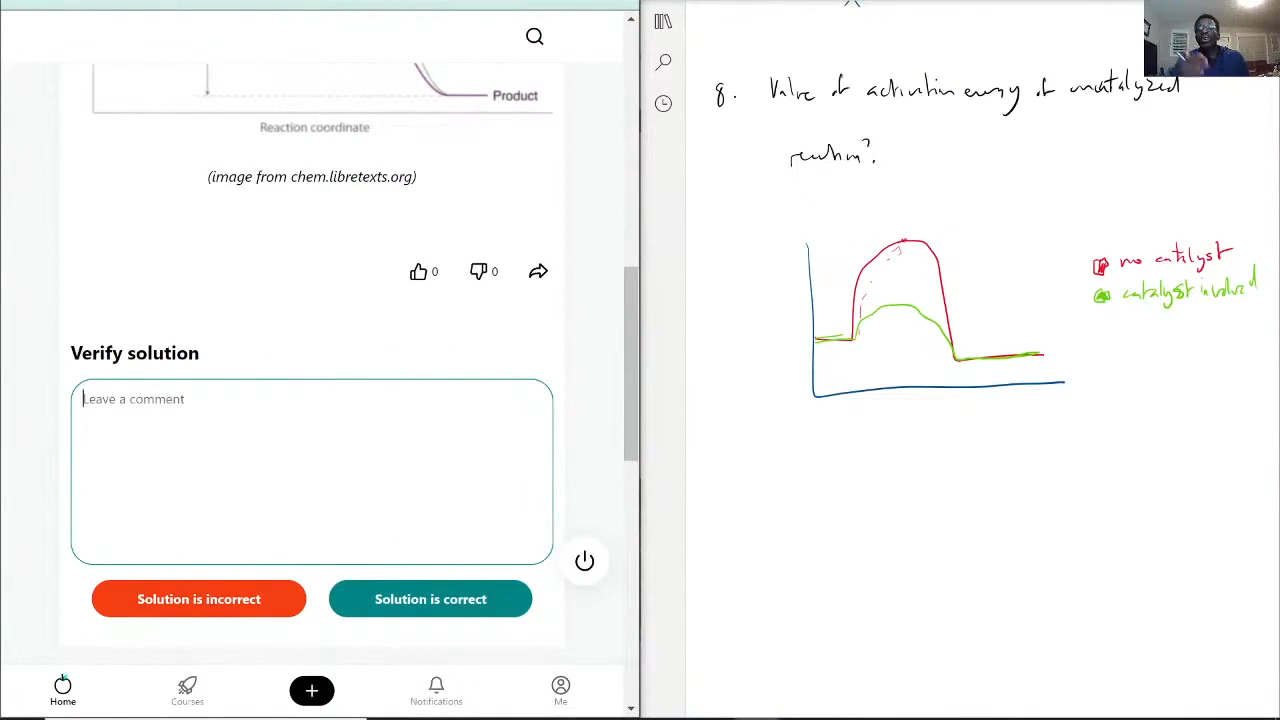 Product
Reaction coordinate
(image from chem.libretexts.org)
0
0
Verify solution
Leave a comment
Solution is incorrect
Solution is correct
Home
Courses
Notifications
Me
8. Value of activation energy of uncatalyzed
reaction?
no catalyst
catalyst involved